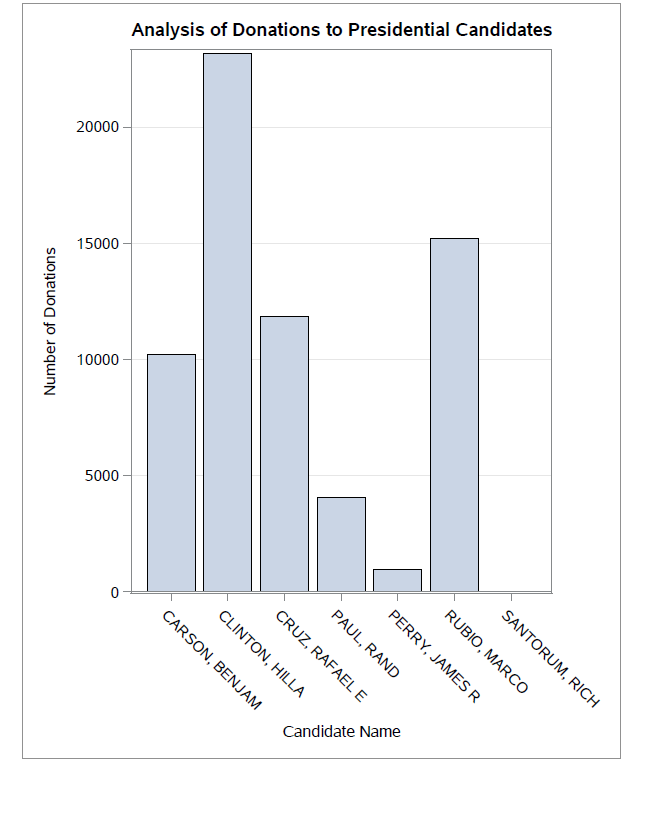 Analysis of Donations to Presidential Candidates
20000
15000
10000
5000
0
Number of Donations
CARSON, BENJAM
CLINTON, HILLA
CRUZ, RAFAEL E
PAUL, RAND
PERRY, JAMES R
RUBIO, MARCO
SANTORUM, RICH
Candidate Name